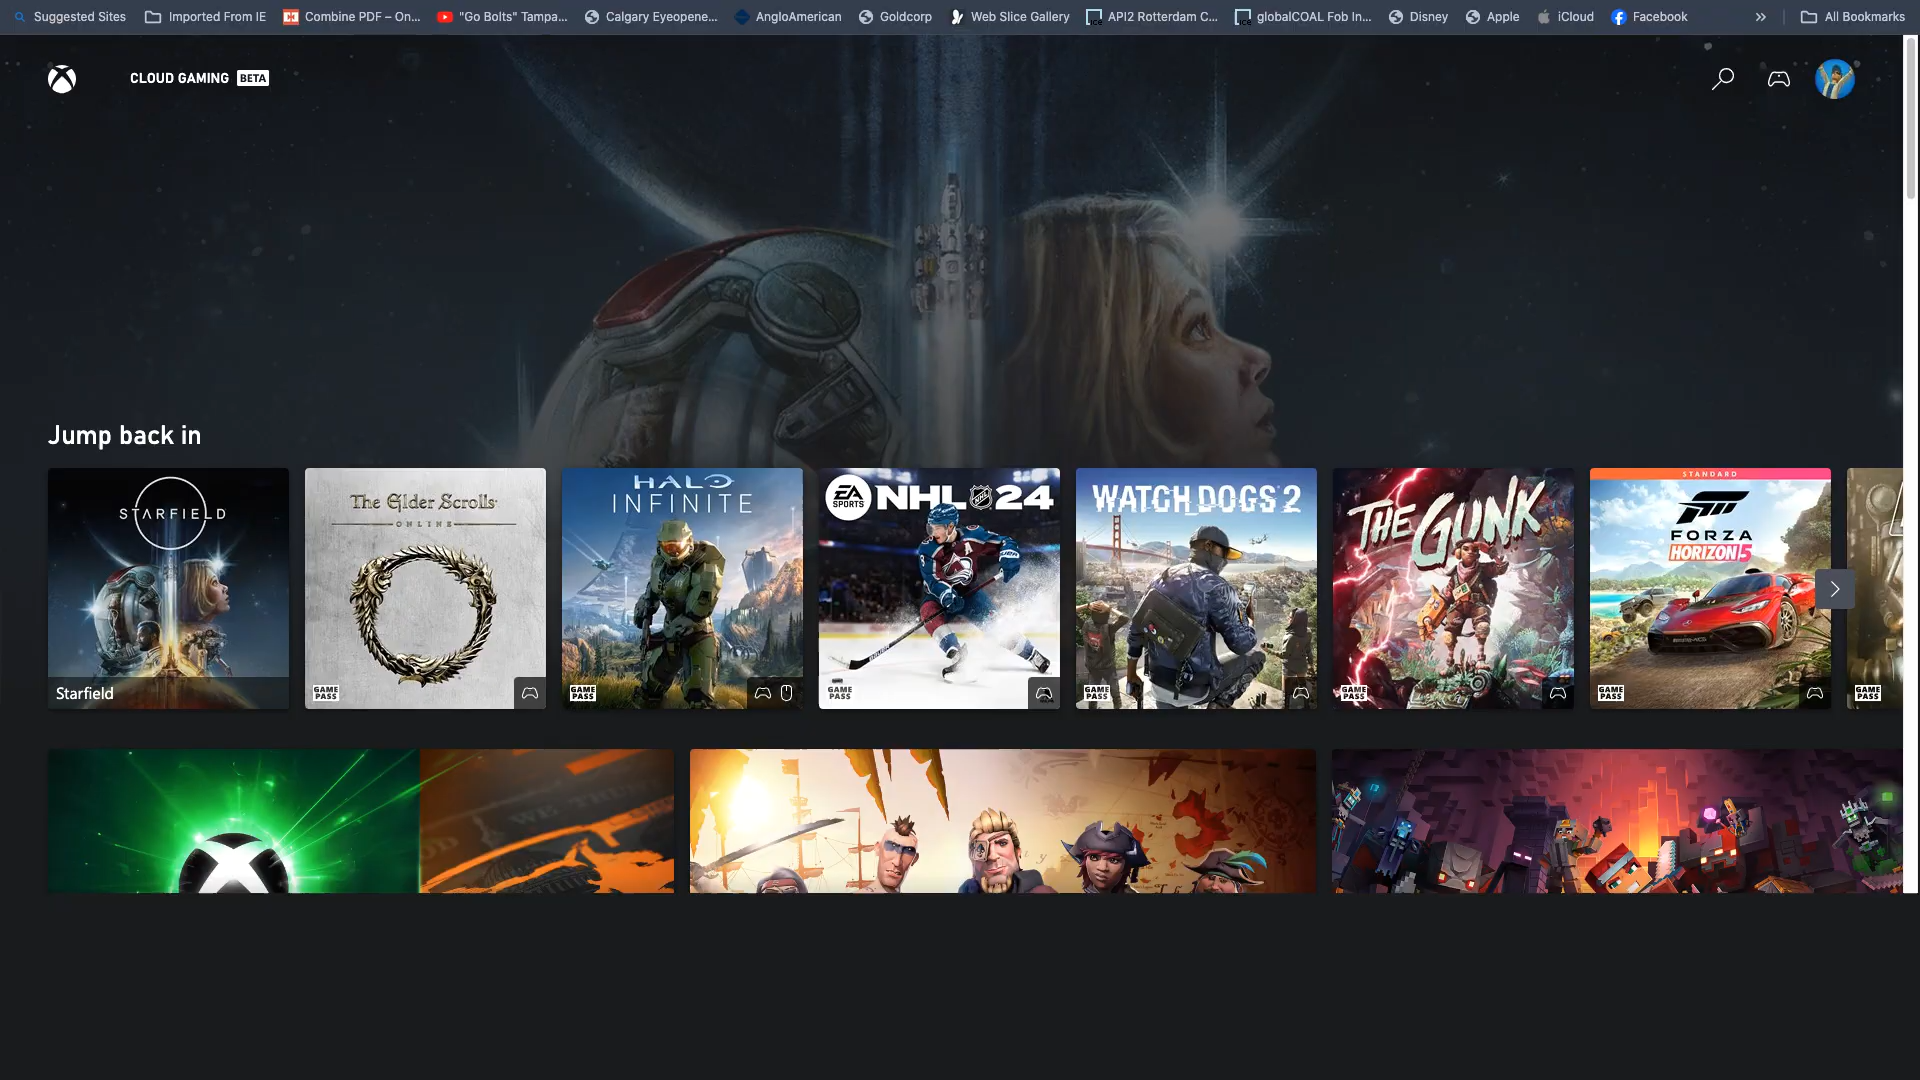 Suggested Sites
Imported From IE
Combine PDF – On...
"Go Bolts" Tampa...
Calgary Eyeopene...
AngloAmerican
Goldcorp
Web Slice Gallery
API2 Rotterdam C...
globalCOAL Fob In...
Disney
Apple
iCloud
Facebook
All Bookmarks
CLOUD GAMING BETA
Jump back in
STARFIELD
Starfield
The Elder Scrolls
ONLINE
GAME
PASS
HALO
INFINITE
GAME
PASS
EA
SPORTS
NHL 24
GAME
PASS
WATCH DOGS 2
GAME
PASS
THE GUNK
GAME
PASS
STANDARD
FORZA
HORIZON 5
GAME
PASS
GAME
PASS
WE TRUST